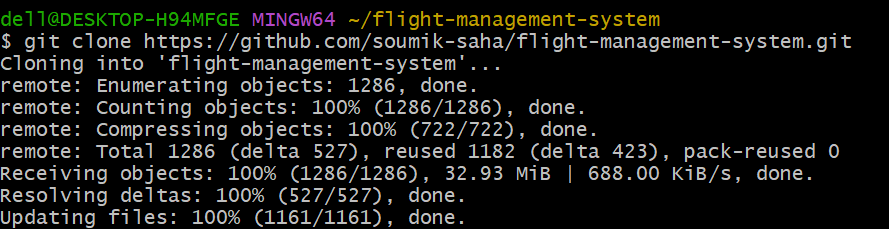 dell@DESKTOP-H94MFGE MINGW64 ~/flight-management-system
$ git clone https://github.com/soumik-saha/flight-management-system.git
Cloning into 'flight-management-system'...
remote: Enumerating objects: 1286, done.
remote: Counting objects: 100% (1286/1286), done.
remote: Compressing objects: 100% (722/722), done.
remote: Total 1286 (delta 527), reused 1182 (delta 423), pack-reused 0
Receiving objects: 100% (1286/1286), 32.93 MiB | 688.00 KiB/s, done.
Resolving deltas: 100% (527/527), done.
Updating files: 100% (1161/1161), done.